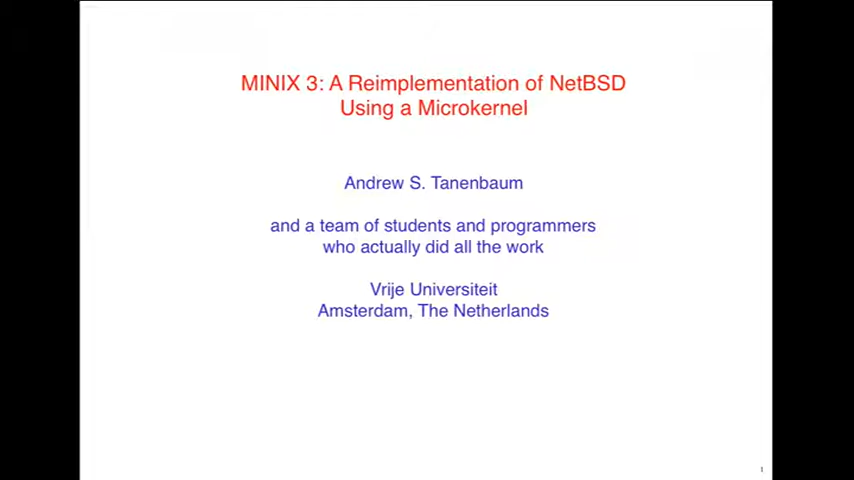 MINIX 3: A Reimplementation of NetBSD
Using a Microkernel
Andrew S. Tanenbaum
and a team of students and programmers
who actually did all the work
Vrije Universiteit
Amsterdam, The Netherlands
1